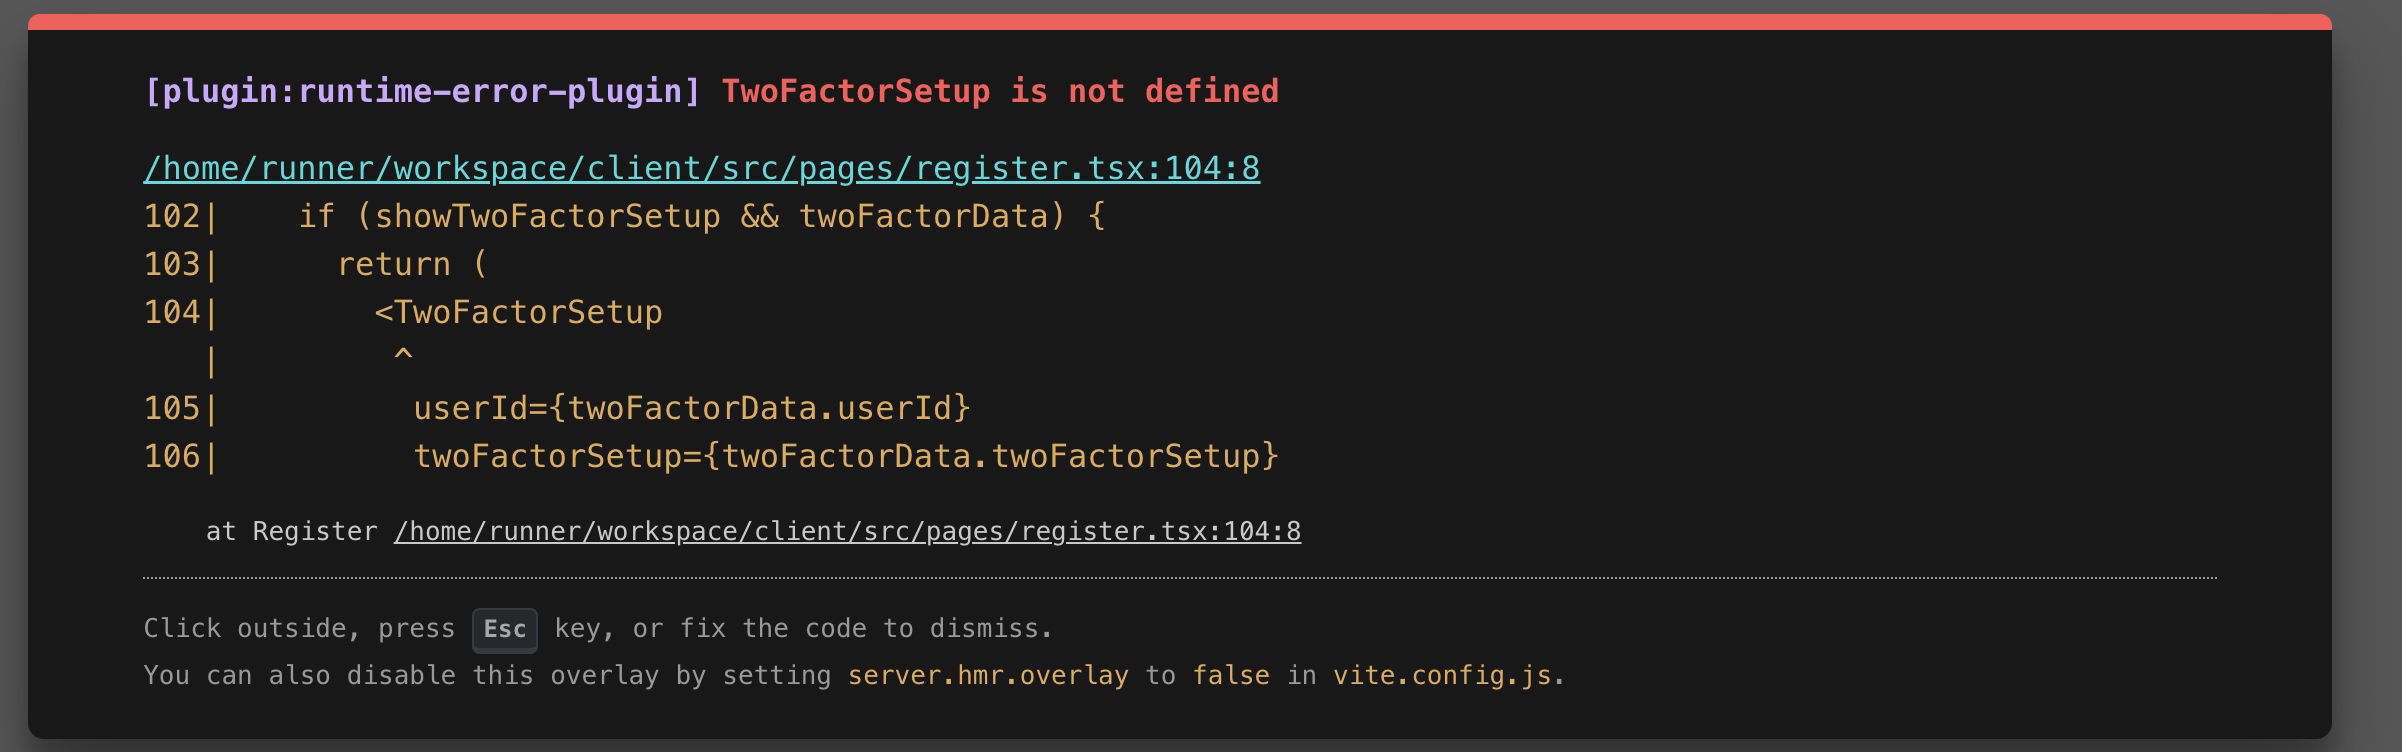 [plugin:runtime-error-plugin] TwoFactorSetup is not defined
/home/runner/workspace/client/src/pages/register.tsx:104:8
102|    if (showTwoFactorSetup && twoFactorData) {
103|      return (
104|        <TwoFactorSetup
   |         ^
105|          userId={twoFactorData.userId}
106|          twoFactorSetup={twoFactorData.twoFactorSetup}
    at Register /home/runner/workspace/client/src/pages/register.tsx:104:8
Click outside, press Esc key, or fix the code to dismiss.
You can also disable this overlay by setting server.hmr.overlay to false in vite.config.js.